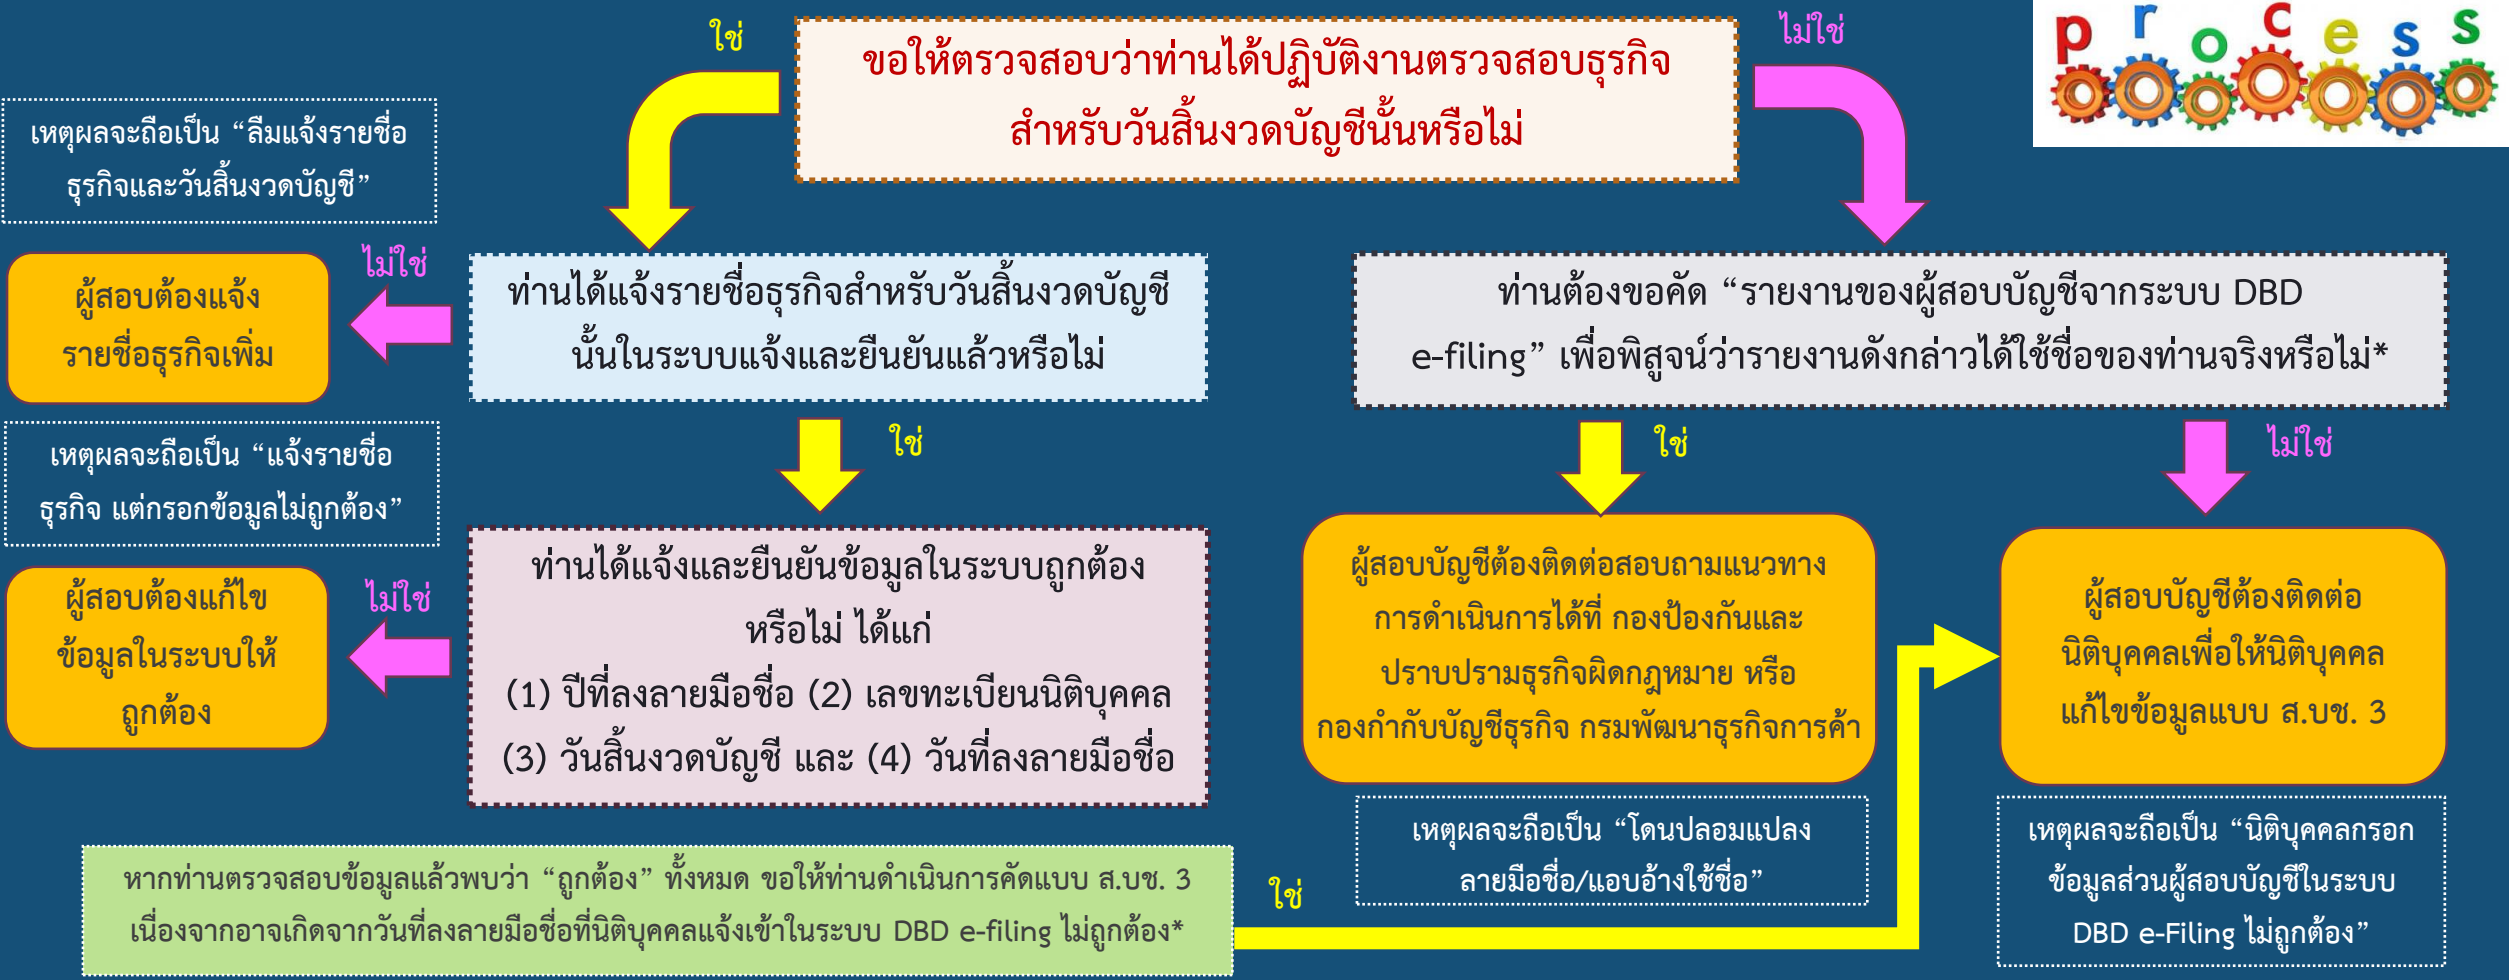 process
ใช่
ขอให้ตรวจสอบว่าท่านได้ปฏิบัติงานตรวจสอบธุรกิจ
สำหรับวันสิ้นงวดบัญชีนั้นหรือไม่
ไม่ใช่
เหตุผลจะถือเป็น “ลืมแจ้งรายชื่อ
ธุรกิจและวันสิ้นงวดบัญชี”
ผู้สอบต้องแจ้ง
รายชื่อธุรกิจเพิ่ม
ไม่ใช่
ท่านได้แจ้งรายชื่อธุรกิจสำหรับวันสิ้นงวดบัญชี
นั้นในระบบแจ้งและยืนยันแล้วหรือไม่
ท่านต้องขอคัด “รายงานของผู้สอบบัญชีจากระบบ DBD
e-filing” เพื่อพิสูจน์ว่ารายงานดังกล่าวได้ใช้ชื่อของท่านจริงหรือไม่*
ใช่
ใช่
ไม่ใช่
เหตุผลจะถือเป็น “แจ้งรายชื่อ
ธุรกิจ แต่กรอกข้อมูลไม่ถูกต้อง”
ผู้สอบต้องแก้ไข
ข้อมูลในระบบให้
ถูกต้อง
ไม่ใช่
ท่านได้แจ้งและยืนยันข้อมูลในระบบถูกต้อง
หรือไม่ ได้แก่
(1) ปีที่ลงลายมือชื่อ (2) เลขทะเบียนนิติบุคคล
(3) วันสิ้นงวดบัญชี และ (4) วันที่ลงลายมือชื่อ
ผู้สอบบัญชีต้องติดต่อสอบถามแนวทาง
การดำเนินการได้ที่ กองป้องกันและ
ปราบปรามธุรกิจผิดกฎหมาย หรือ
กองกำกับบัญชีธุรกิจ กรมพัฒนาธุรกิจการค้า
ผู้สอบบัญชีต้องติดต่อ
นิติบุคคลเพื่อให้นิติบุคคล
แก้ไขข้อมูลแบบ ส.บช. 3
เหตุผลจะถือเป็น “โดนปลอมแปลง
ลายมือชื่อ/แอบอ้างใช้ชื่อ”
เหตุผลจะถือเป็น “นิติบุคคลกรอก
ข้อมูลส่วนผู้สอบบัญชีในระบบ
DBD e-Filing ไม่ถูกต้อง”
หากท่านตรวจสอบข้อมูลแล้วพบว่า “ถูกต้อง” ทั้งหมด ขอให้ท่านดำเนินการคัดแบบ ส.บช. 3
เนื่องจากอาจเกิดจากวันที่ลงลายมือชื่อที่นิติบุคคลแจ้งเข้าในระบบ DBD e-filing ไม่ถูกต้อง*
ใช่